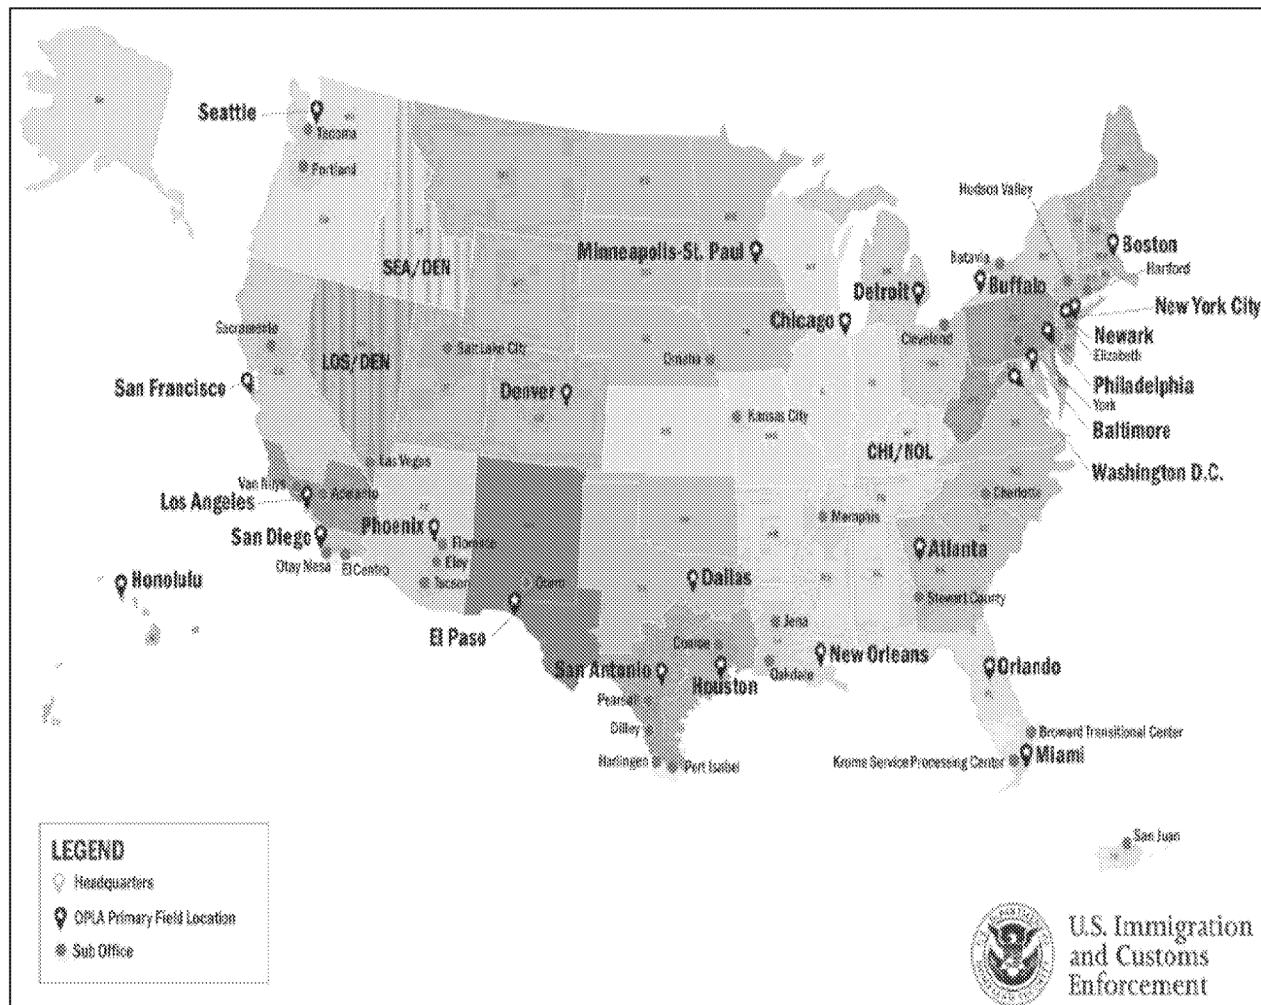 Seattle
Tacoma
Portland
Hudson Valley
Boston
Batavia
Hartford
Minneapolis-St. Paul
SEA/DEN
Detroit
Buffalo
New York City
Chicago
Cleveland
Newark
Elizabeth
Sacramento
LOS/DEN
Salt Lake City
Omaha
San Francisco
Denver
Philadelphia
York
Kansas City
Baltimore
CHI/NOL
Las Vegas
Washington D.C.
Van Nuys
Adelanto
Los Angeles
Charlotte
Memphis
Phoenix
San Diego
Florence
Atlanta
Eloy
Otay Mesa
El Centro
Tucson
Otero
Dallas
Honolulu
Stewart County
El Paso
Jena
Conroe
New Orleans
San Antonio
Houston
Oakdale
Orlando
Pearsall
Dilley
Broward Transitional Center
Harlingen
Port Isabel
Krome Service Processing Center
Miami
San Juan
LEGEND
Headquarters
OPLA Primary Field Location
Sub Office
U.S. Immigration
and Customs
Enforcement